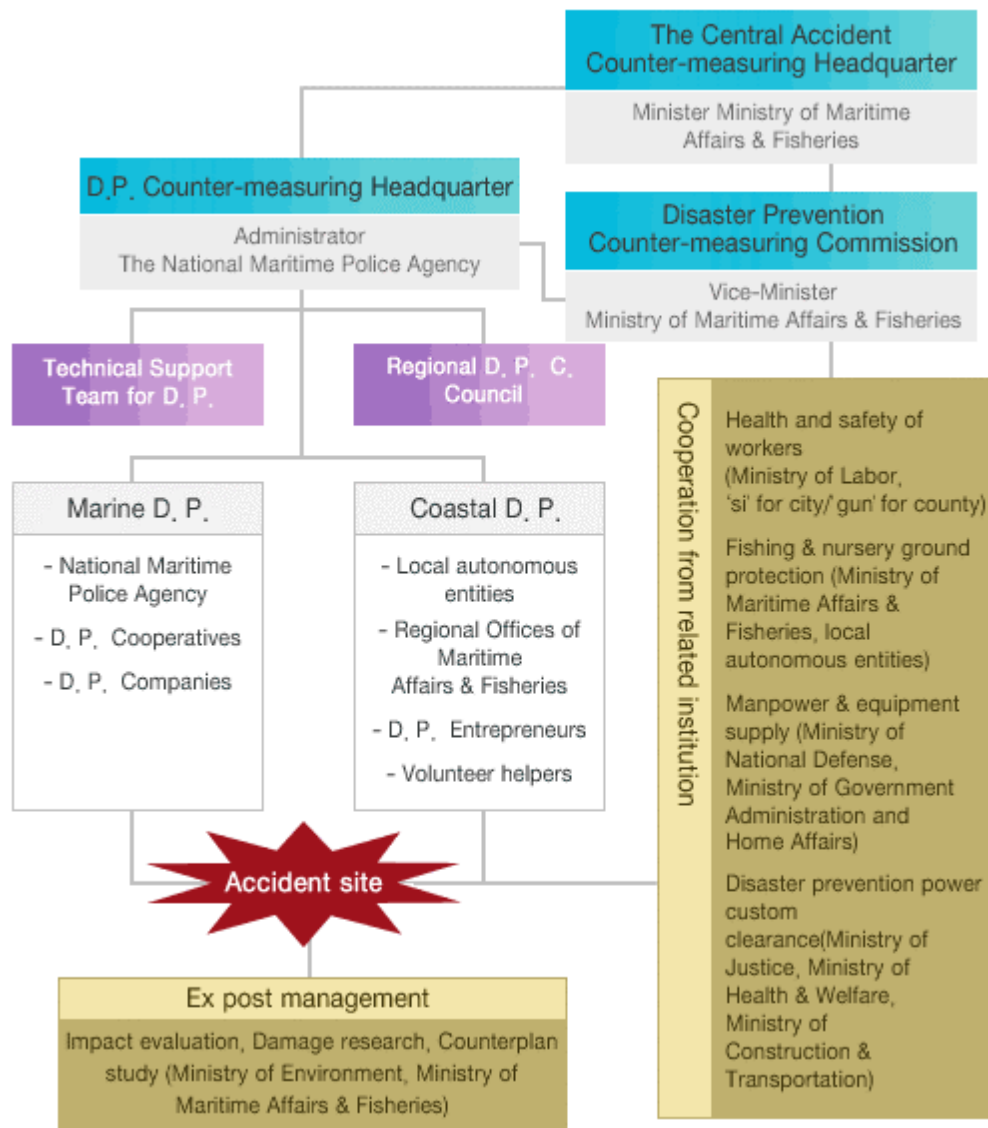 The Central Accident
Counter-measuring Headquarter
Minister Ministry of Maritime
Affairs & Fisheries
D.P. Counter-measuring Headquarter
Administrator
The National Maritime Police Agency
Disaster Prevention
Counter-measuring Commission
Vice-Minister
Ministry of Maritime Affairs & Fisheries
Technical Support
Team for D. P.
Regional D. P. C.
Council
Marine D. P.
- National Maritime
Police Agency
- D. P. Cooperatives
- D. P. Companies
Coastal D. P.
- Local autonomous
entities
- Regional Offices of
Maritime
Affairs & Fisheries
- D. P. Entrepreneurs
- Volunteer helpers
Cooperation from related institution
Health and safety of
workers
(Ministry of Labor,
'si' for city/' gun' for county)
Fishing & nursery ground
protection (Ministry of
Maritime Affairs &
Fisheries, local
autonomous entities)
Manpower & equipment
supply (Ministry of
National Defense,
Ministry of Government
Administration and
Home Affairs)
Disaster prevention power
custom
clearance(Ministry of
Justice, Ministry of
Health & Welfare,
Ministry of
Construction &
Transportation)
Accident site
Ex post management
Impact evaluation, Damage research, Counterplan
study (Ministry of Environment, Ministry of
Maritime Affairs & Fisheries)